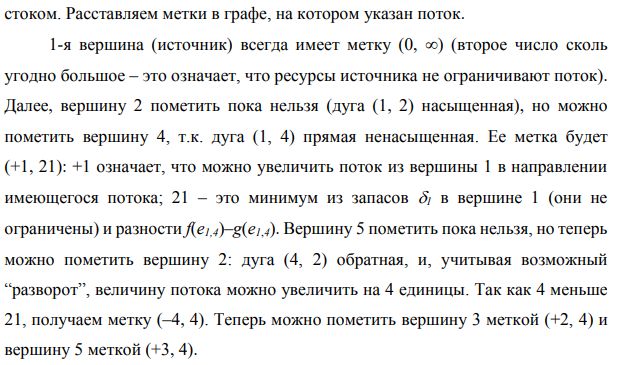 стоком. Расставляем метки в графе, на котором указан поток.
1-я вершина (источник) всегда имеет метку (0, ∞) (второе число сколь
угодно большое – это означает, что ресурсы источника не ограничивают поток).
Далее, вершину 2 пометить пока нельзя (дуга (1, 2) насыщенная), но можно
пометить вершину 4, т.к. дуга (1, 4) прямая ненасыщенная. Ее метка будет
(+1, 21): +1 означает, что можно увеличить поток из вершины 1 в направлении
имеющегося потока; 21 – это минимум из запасов δ1 в вершине 1 (они не
ограничены) и разности f(e1,4)–g(e1,4). Вершину 5 пометить пока нельзя, но теперь
можно пометить вершину 2: дуга (4, 2) обратная, и, учитывая возможный
“разворот”, величину потока можно увеличить на 4 единицы. Так как 4 меньше
21, получаем метку (–4, 4). Теперь можно пометить вершину 3 меткой (+2, 4) и
вершину 5 меткой (+3, 4).